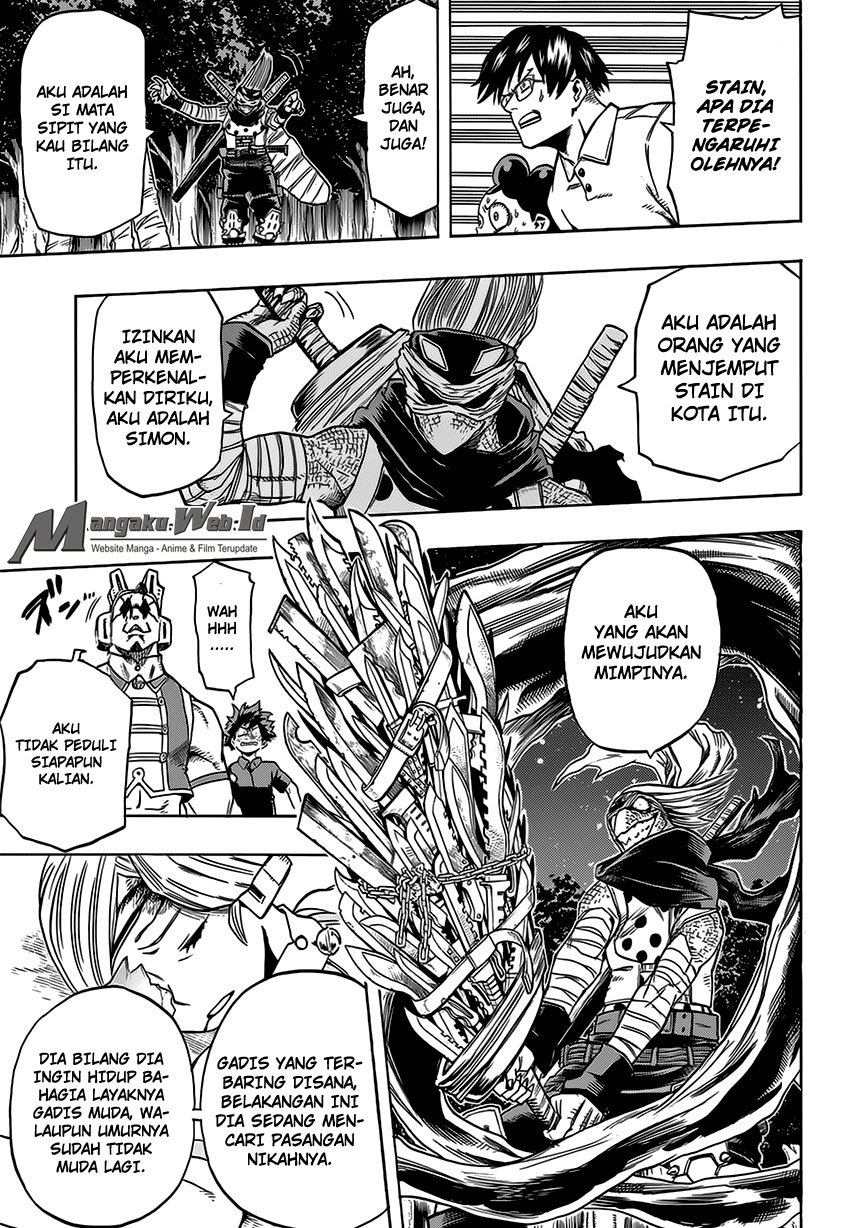 STAIN,
APA DIA
TERPE-
NGARUHI
OLEHNYA!
AH,
BENAR
JUGA,
DAN
JUGA!
AKU ADALAH
SI MATA
SIPIT YANG
KAU BILANG
ITU.
AKU ADALAH
ORANG YANG
MENJEMPUT
STAIN DI
KOTA ITU.
IZINKAN
AKU MEM-
PERKENAL-
KAN DIRIKU,
AKU ADALAH
SIMON.
Mangaku.Web.Id
Website Manga - Anime & Film Terupdate
AKU
YANG AKAN
MEWUJUDKAN
MIMPINYA.
WAH
HHH
.....
ズン
AKU
TIDAK PEDULI
SIAPAPUN
KALIAN.
GADIS YANG TER-
BARING DISANA,
BELAKANGAN INI
DIA SEDANG MEN-
CARI PASANGAN
NIKAHNYA.
DIA BILANG DIA
INGIN HIDUP BA-
HAGIA LAYAKNYA
GADIS MUDA, WA-
LAUPUN UMURNYA
SUDAH TIDAK
MUDA LAGI.